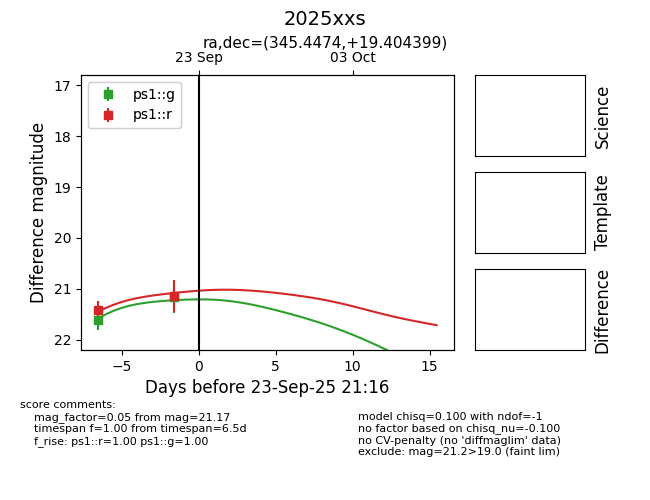 2025xxs
ra,dec=(345.4474,+19.404399)
23 Sep
03 Oct
ps1::g
ps1::r
17
18
19
20
21
22
Difference magnitude
−5
0
5
10
15
Days before 23-Sep-25 21:16
Science
Template
Difference
score comments:
mag_factor=0.05 from mag=21.17
timespan f=1.00 from timespan=6.5d
f_rise: ps1::r=1.00 ps1::g=1.00
model chisq=0.100 with ndof=-1
no factor based on chisq_nu=-0.100
no CV-penalty (no 'diffmaglim' data)
exclude: mag=21.2>19.0 (faint lim)